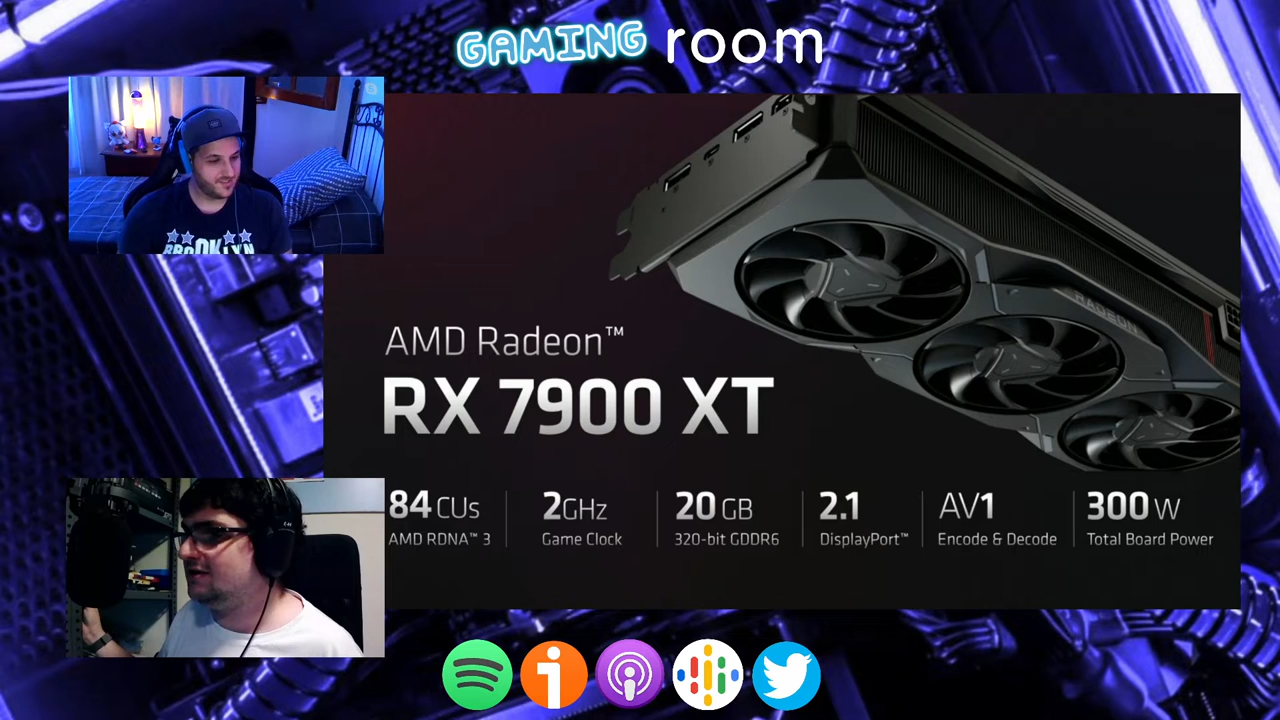 GAMING room
BROOKLYN
RADEON
AMD Radeon™
RX 7900 XT
84 CUs
AMD RDNA™ 3
2GHz
Game Clock
20 GB
320-bit GDDR6
2.1
DisplayPort™
AV1
Encode & Decode
300 W
Total Board Power